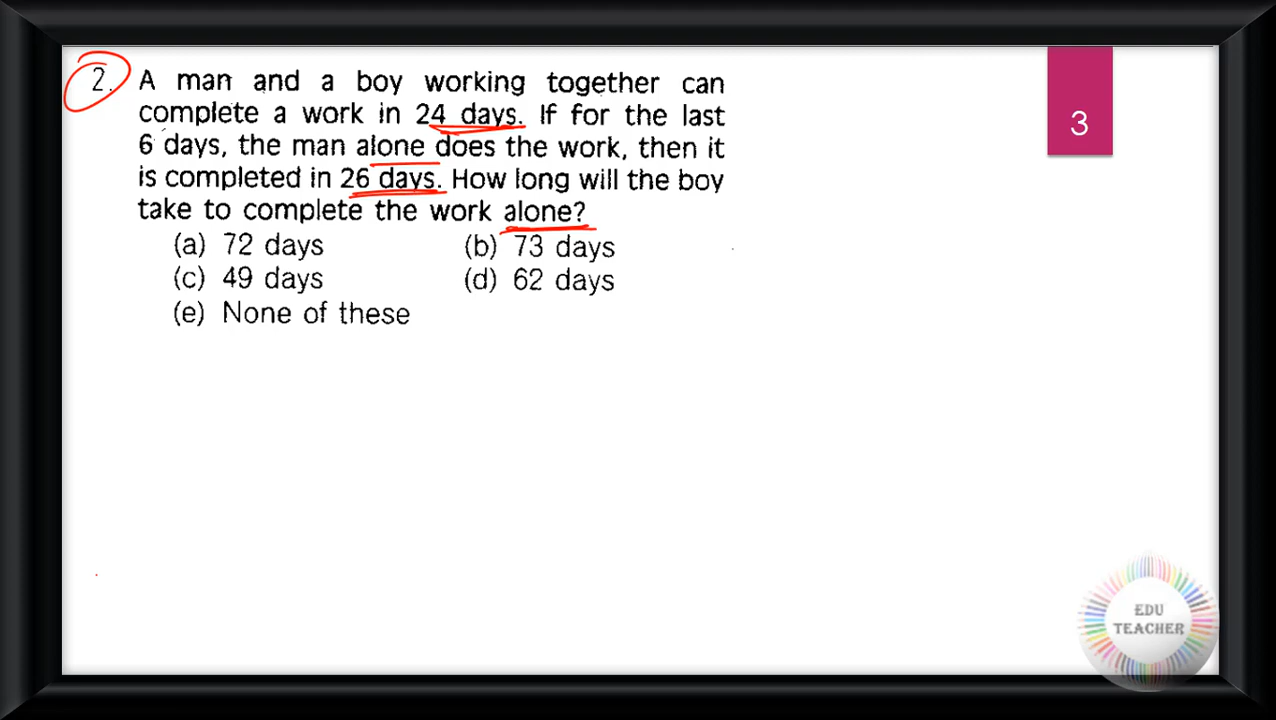 2. A man and a boy working together can
complete a work in 24 days. If for the last
6 days, the man alone does the work, then it
is completed in 26 days. How long will the boy
take to complete the work alone?
(a) 72 days (b) 73 days
(c) 49 days (d) 62 days
(e) None of these
3
EDU
TEACHER